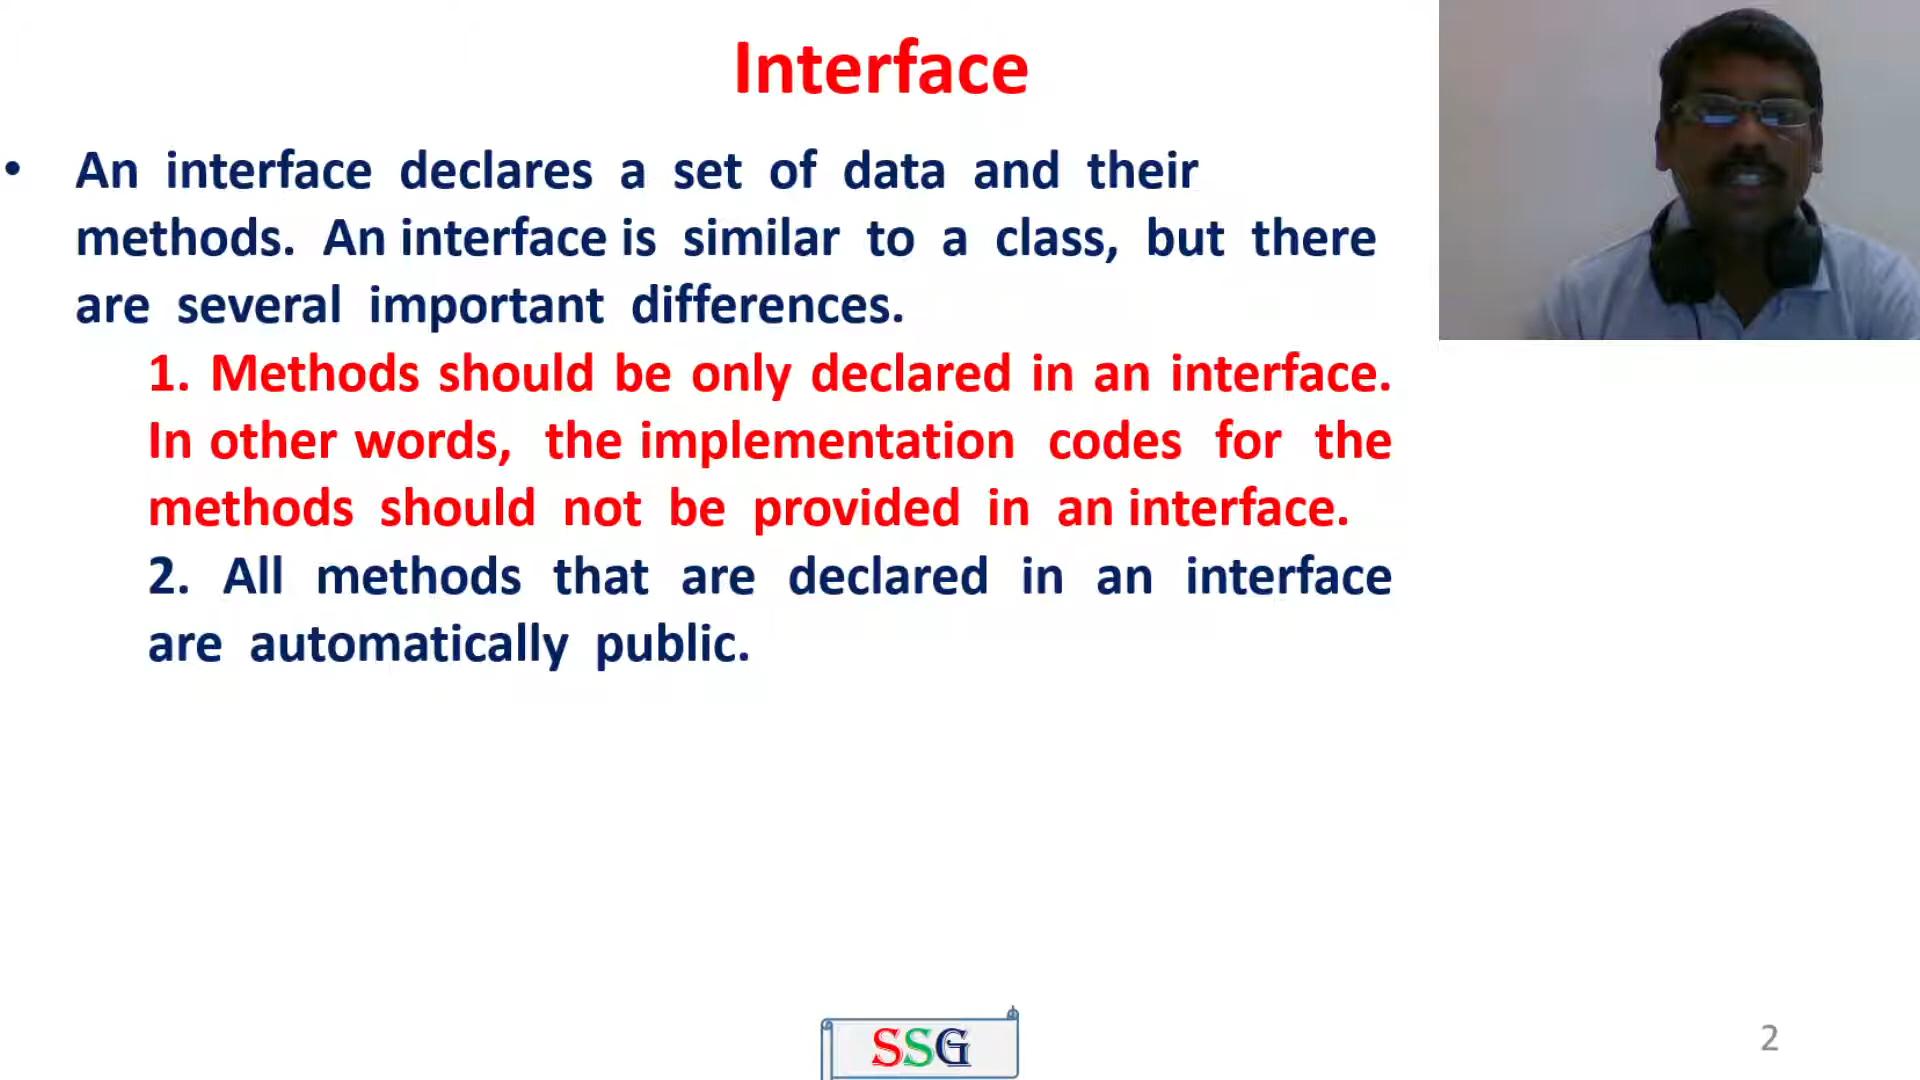 Interface
• An interface declares a set of data and their
methods. An interface is similar to a class, but there
are several important differences.
1. Methods should be only declared in an interface.
In other words, the implementation codes for the
methods should not be provided in an interface.
2. All methods that are declared in an interface
are automatically public.
SSG
2